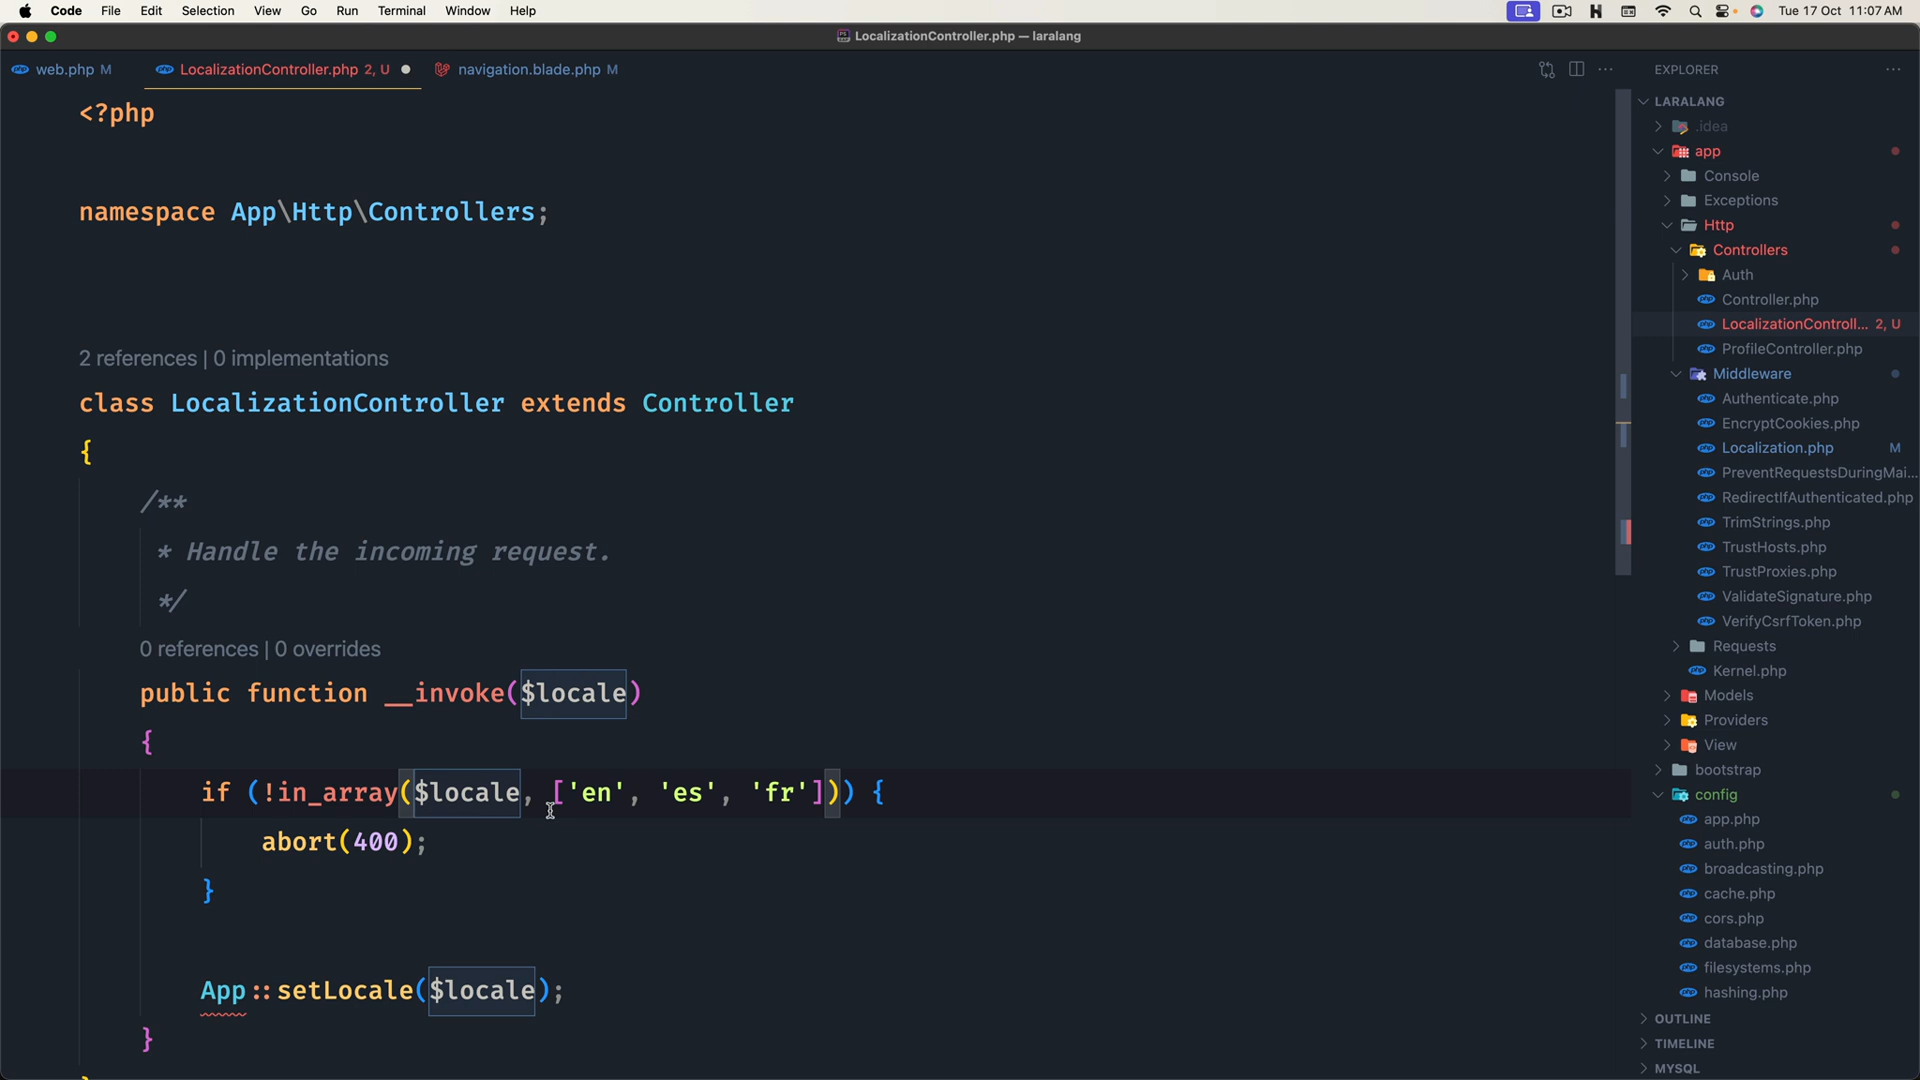 Code File Edit Selection View Go Run Terminal Window Help Tue 17 Oct 11:07 AM
LocalizationController.php — laralang
web.php M LocalizationController.php 2, U navigation.blade.php M
<?php
namespace App\Http\Controllers;
2 references | 0 implementations
class LocalizationController extends Controller
{
/**
* Handle the incoming request.
*/
0 references | 0 overrides
public function __invoke($locale)
{
if (!in_array($locale, ['en', 'es', 'fr'])) {
abort(400);
}
App::setLocale($locale);
}
EXPLORER
LARALANG
.idea
app
Console
Exceptions
Http
Controllers
Auth
Controller.php
LocalizationControll... 2, U
ProfileController.php
Middleware
Authenticate.php
EncryptCookies.php
Localization.php M
PreventRequestsDuringMai...
RedirectIfAuthenticated.php
TrimStrings.php
TrustHosts.php
TrustProxies.php
ValidateSignature.php
VerifyCsrfToken.php
Requests
Kernel.php
Models
Providers
View
bootstrap
config
app.php
auth.php
broadcasting.php
cache.php
cors.php
database.php
filesystems.php
hashing.php
OUTLINE
TIMELINE
MYSQL